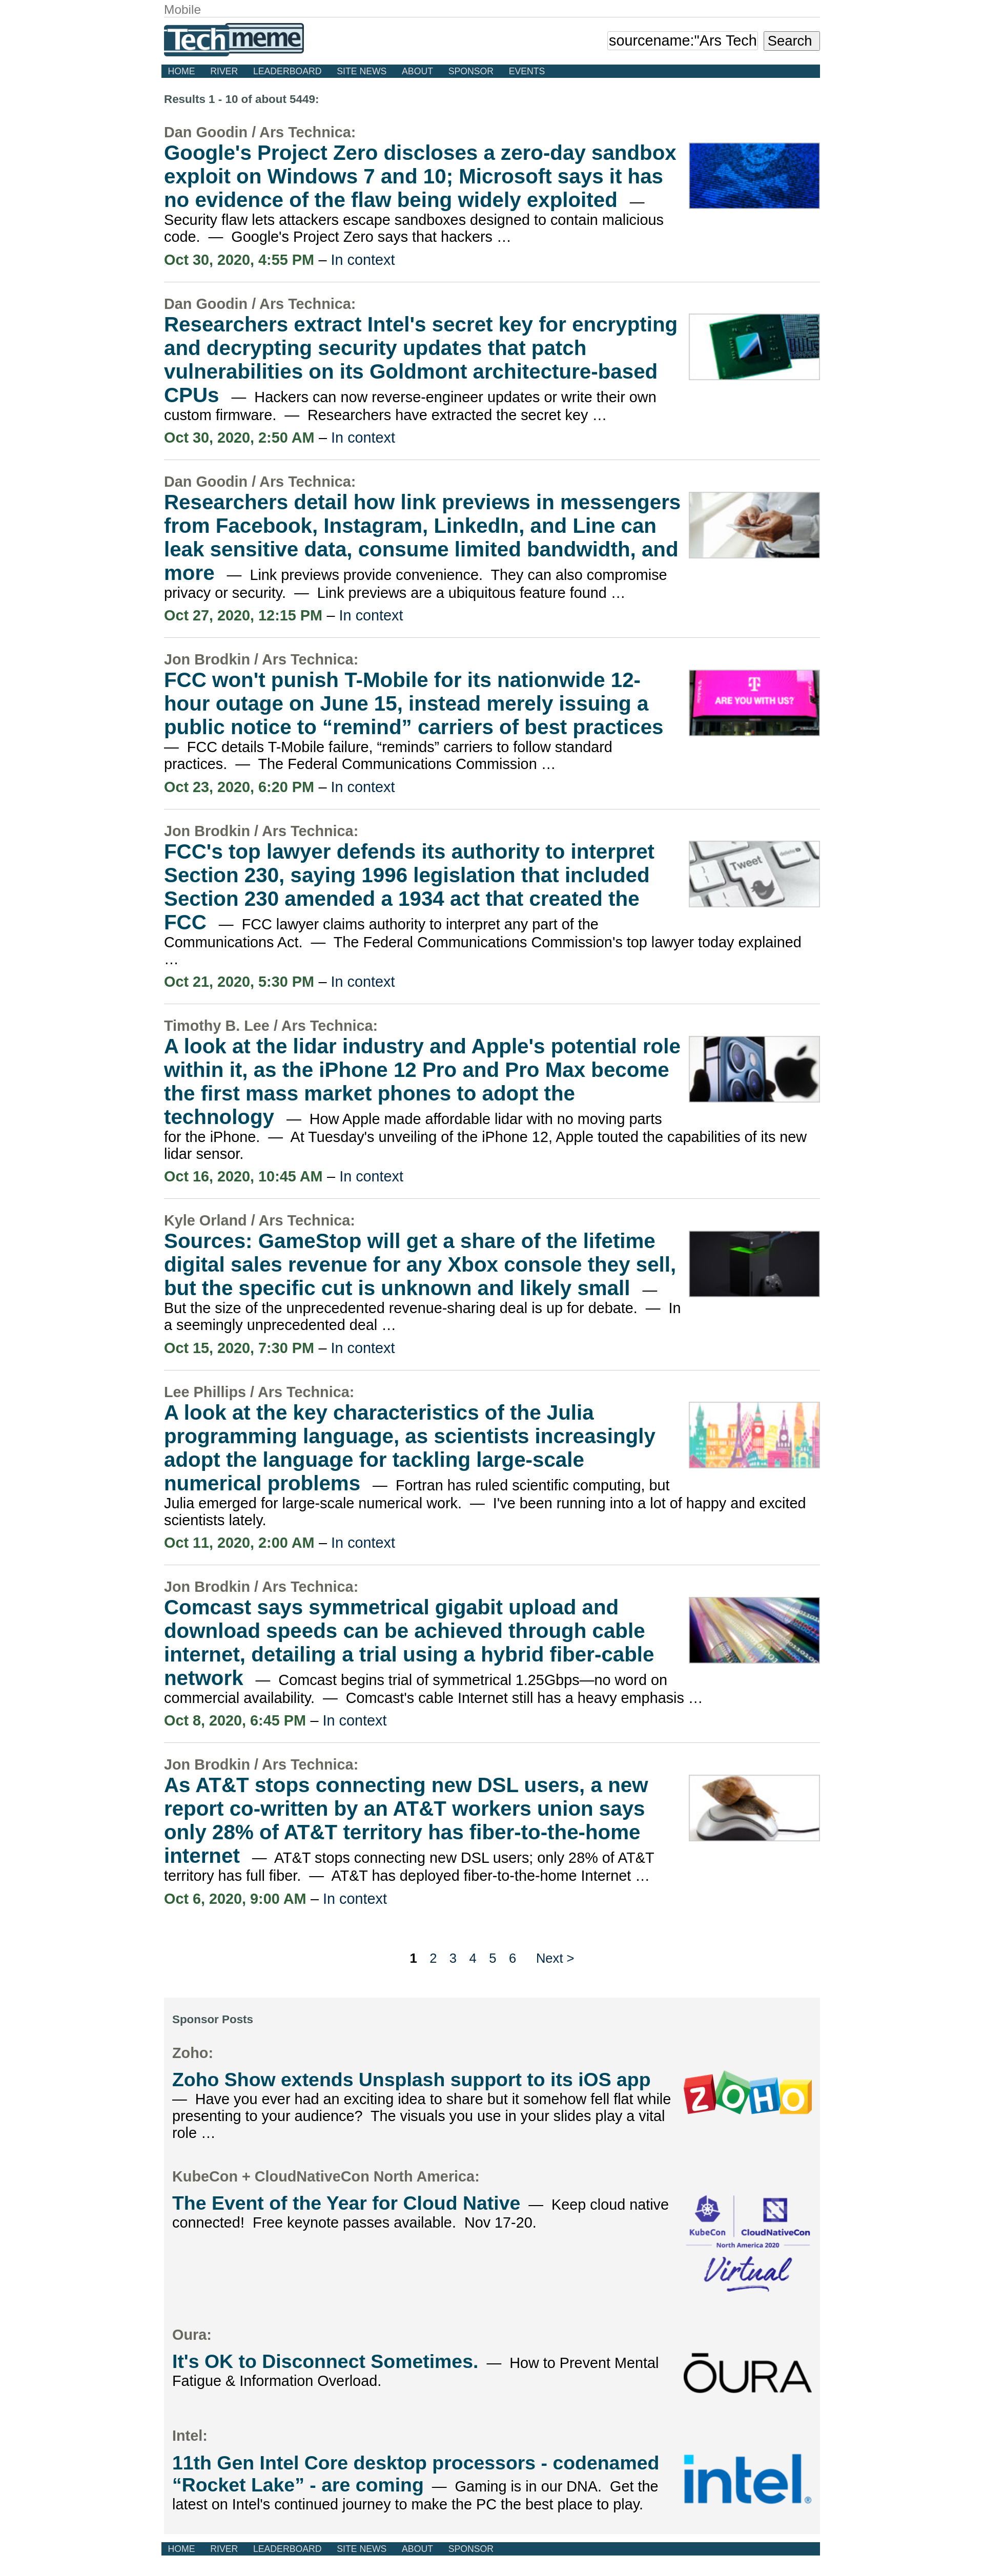 Mobile
Techmeme
sourcename:"Ars Tech
Search
HOME RIVER LEADERBOARD SITE NEWS ABOUT SPONSOR EVENTS
Results 1 - 10 of about 5449:
Dan Goodin / Ars Technica:
Google's Project Zero discloses a zero-day sandbox
exploit on Windows 7 and 10; Microsoft says it has
no evidence of the flaw being widely exploited —
Security flaw lets attackers escape sandboxes designed to contain malicious
code. — Google's Project Zero says that hackers …
Oct 30, 2020, 4:55 PM – In context
Dan Goodin / Ars Technica:
Researchers extract Intel's secret key for encrypting
and decrypting security updates that patch
vulnerabilities on its Goldmont architecture-based
CPUs — Hackers can now reverse-engineer updates or write their own
custom firmware. — Researchers have extracted the secret key …
Oct 30, 2020, 2:50 AM – In context
Dan Goodin / Ars Technica:
Researchers detail how link previews in messengers
from Facebook, Instagram, LinkedIn, and Line can
leak sensitive data, consume limited bandwidth, and
more — Link previews provide convenience. They can also compromise
privacy or security. — Link previews are a ubiquitous feature found …
Oct 27, 2020, 12:15 PM – In context
Jon Brodkin / Ars Technica:
FCC won't punish T-Mobile for its nationwide 12-
hour outage on June 15, instead merely issuing a
public notice to “remind” carriers of best practices
— FCC details T-Mobile failure, “reminds” carriers to follow standard
practices. — The Federal Communications Commission …
Oct 23, 2020, 6:20 PM – In context
T
ARE YOU WITH US?
Jon Brodkin / Ars Technica:
FCC's top lawyer defends its authority to interpret
Section 230, saying 1996 legislation that included
Section 230 amended a 1934 act that created the
FCC — FCC lawyer claims authority to interpret any part of the
Communications Act. — The Federal Communications Commission's top lawyer today explained
…
Oct 21, 2020, 5:30 PM – In context
Tweet
Timothy B. Lee / Ars Technica:
A look at the lidar industry and Apple's potential role
within it, as the iPhone 12 Pro and Pro Max become
the first mass market phones to adopt the
technology — How Apple made affordable lidar with no moving parts
for the iPhone. — At Tuesday's unveiling of the iPhone 12, Apple touted the capabilities of its new
lidar sensor.
Oct 16, 2020, 10:45 AM – In context
Kyle Orland / Ars Technica:
Sources: GameStop will get a share of the lifetime
digital sales revenue for any Xbox console they sell,
but the specific cut is unknown and likely small —
But the size of the unprecedented revenue-sharing deal is up for debate. — In
a seemingly unprecedented deal …
Oct 15, 2020, 7:30 PM – In context
Lee Phillips / Ars Technica:
A look at the key characteristics of the Julia
programming language, as scientists increasingly
adopt the language for tackling large-scale
numerical problems — Fortran has ruled scientific computing, but
Julia emerged for large-scale numerical work. — I've been running into a lot of happy and excited
scientists lately.
Oct 11, 2020, 2:00 AM – In context
Jon Brodkin / Ars Technica:
Comcast says symmetrical gigabit upload and
download speeds can be achieved through cable
internet, detailing a trial using a hybrid fiber-cable
network — Comcast begins trial of symmetrical 1.25Gbps—no word on
commercial availability. — Comcast's cable Internet still has a heavy emphasis …
Oct 8, 2020, 6:45 PM – In context
Jon Brodkin / Ars Technica:
As AT&T stops connecting new DSL users, a new
report co-written by an AT&T workers union says
only 28% of AT&T territory has fiber-to-the-home
internet — AT&T stops connecting new DSL users; only 28% of AT&T
territory has full fiber. — AT&T has deployed fiber-to-the-home Internet …
Oct 6, 2020, 9:00 AM – In context
1 2 3 4 5 6 Next >
Sponsor Posts
Zoho:
Zoho Show extends Unsplash support to its iOS app
— Have you ever had an exciting idea to share but it somehow fell flat while
presenting to your audience? The visuals you use in your slides play a vital
role …
ZOHO
KubeCon + CloudNativeCon North America:
The Event of the Year for Cloud Native — Keep cloud native
connected! Free keynote passes available. Nov 17-20.
KubeCon CloudNativeCon
North America 2020
Virtual
Oura:
It's OK to Disconnect Sometimes. — How to Prevent Mental
Fatigue & Information Overload.
ŌURA
Intel:
11th Gen Intel Core desktop processors - codenamed
“Rocket Lake” - are coming — Gaming is in our DNA. Get the
latest on Intel's continued journey to make the PC the best place to play.
intel®
HOME RIVER LEADERBOARD SITE NEWS ABOUT SPONSOR